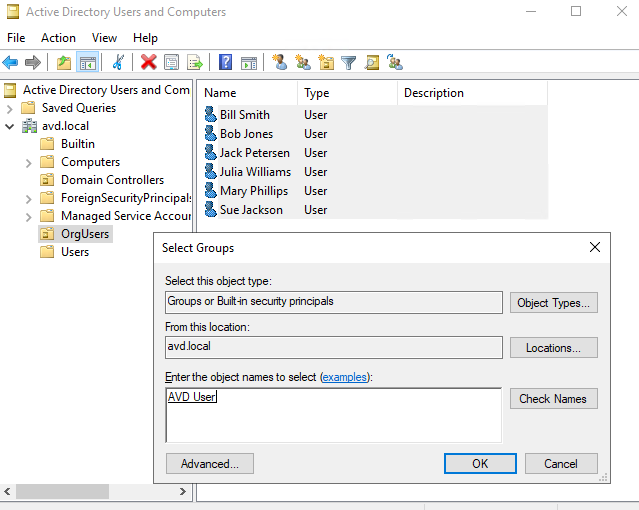 Active Directory Users and Computers
File Action View Help
Active Directory Users and Com
Saved Queries
avd.local
Builtin
Computers
Domain Controllers
ForeignSecurityPrincipals
Managed Service Accou
OrgUsers
Users
Name Type Description
Bill Smith User
Bob Jones User
Jack Petersen User
Julia Williams User
Mary Phillips User
Sue Jackson User
Select Groups
Select this object type:
Groups or Built-in security principals
Object Types...
From this location:
avd.local
Locations...
Enter the object names to select (examples):
AVD User
Check Names
Advanced...
OK
Cancel